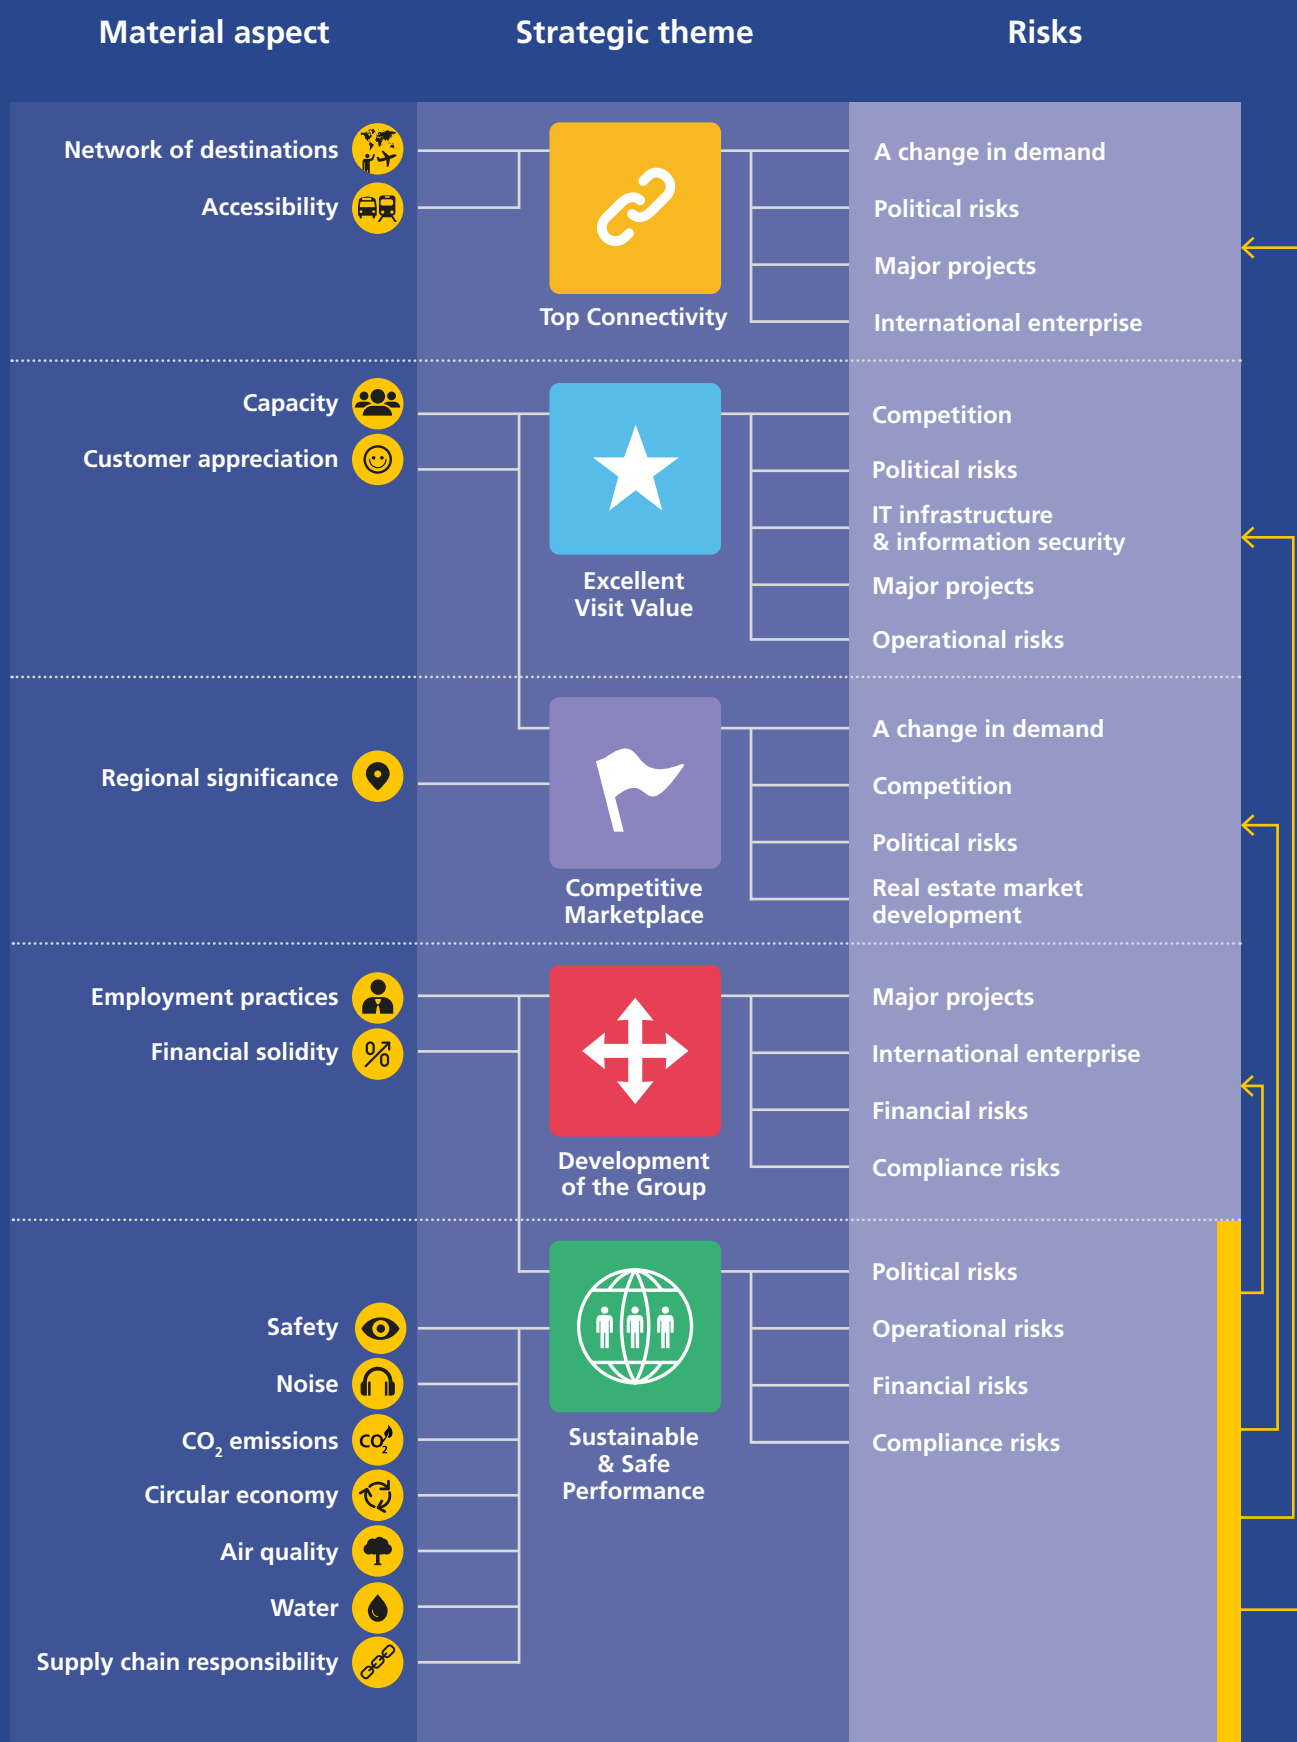 Material aspect
Strategic theme
Risks
Network of destinations
Accessibility
Top Connectivity
A change in demand
Political risks
Major projects
International enterprise
Capacity
Customer appreciation
Excellent
Visit Value
Competition
Political risks
IT infrastructure
& information security
Major projects
Operational risks
Regional significance
Competitive
Marketplace
A change in demand
Competition
Political risks
Real estate market
development
Employment practices
Financial solidity
Development
of the Group
Major projects
International enterprise
Financial risks
Compliance risks
Safety
Noise
CO₂ emissions
CO₂
Circular economy
Air quality
Water
Supply chain responsibility
Sustainable
& Safe
Performance
Political risks
Operational risks
Financial risks
Compliance risks